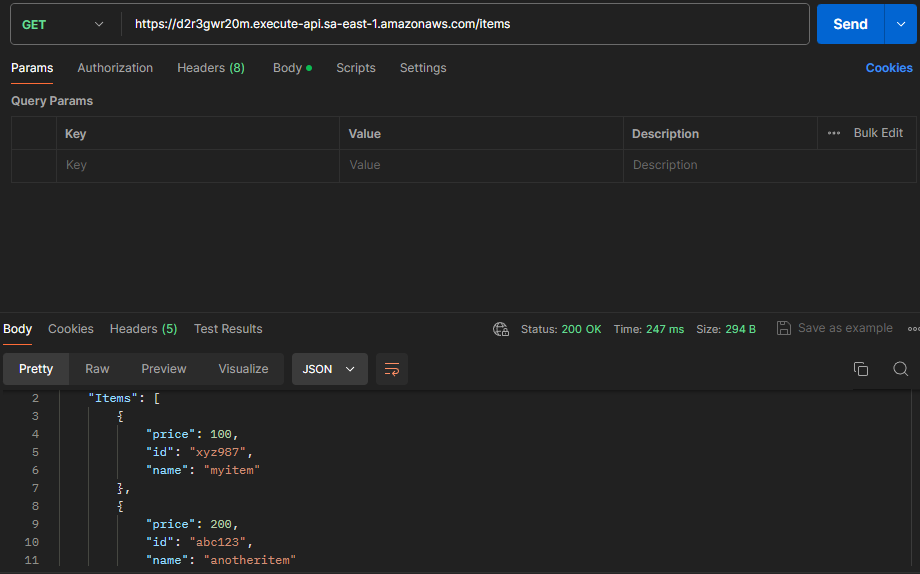 GET https://d2r3gwr20m.execute-api.sa-east-1.amazonaws.com/items Send
Params Authorization Headers (8) Body Scripts Settings Cookies
Query Params
Key Value Description ••• Bulk Edit
Key Value Description
Body Cookies Headers (5) Test Results Status: 200 OK Time: 247 ms Size: 294 B Save as example
Pretty Raw Preview Visualize JSON
2 "Items": [
3 {
4 "price": 100,
5 "id": "xyz987",
6 "name": "myitem"
7 },
8 {
9 "price": 200,
10 "id": "abc123",
11 "name": "anotheritem"